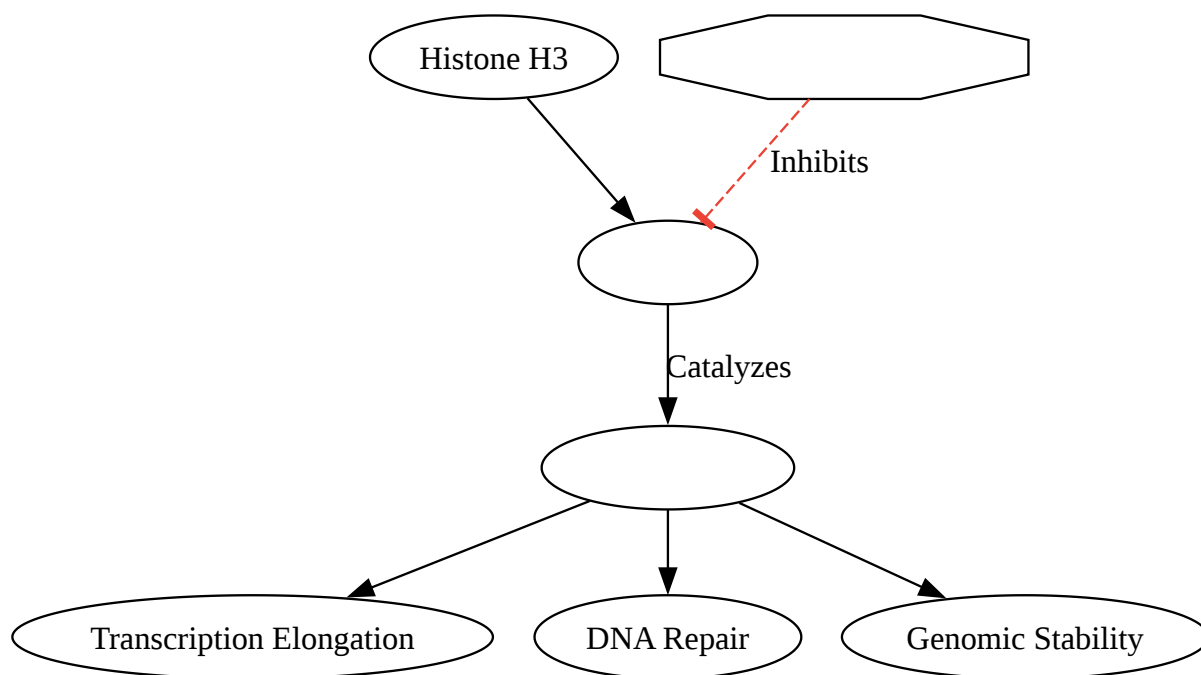 Histone H3
Inhibits
Catalyzes
Transcription Elongation
DNA Repair
Genomic Stability